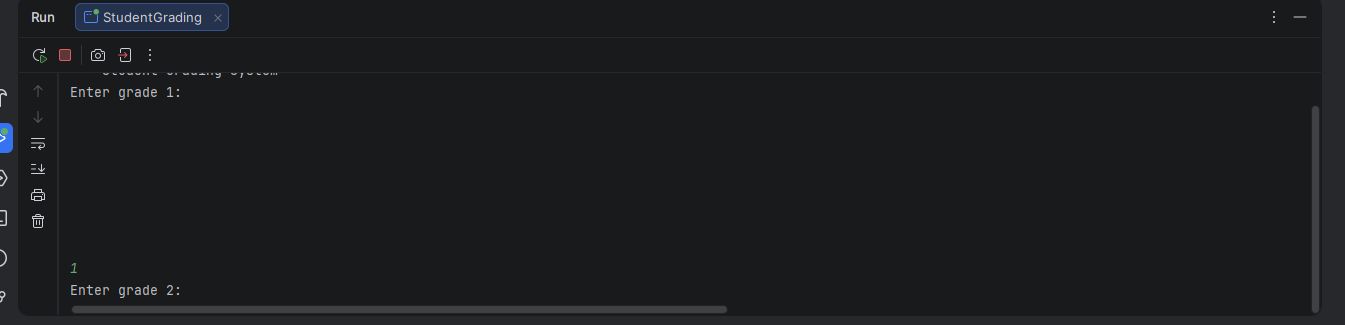 Run
StudentGrading
Enter grade 1:
1
Enter grade 2: